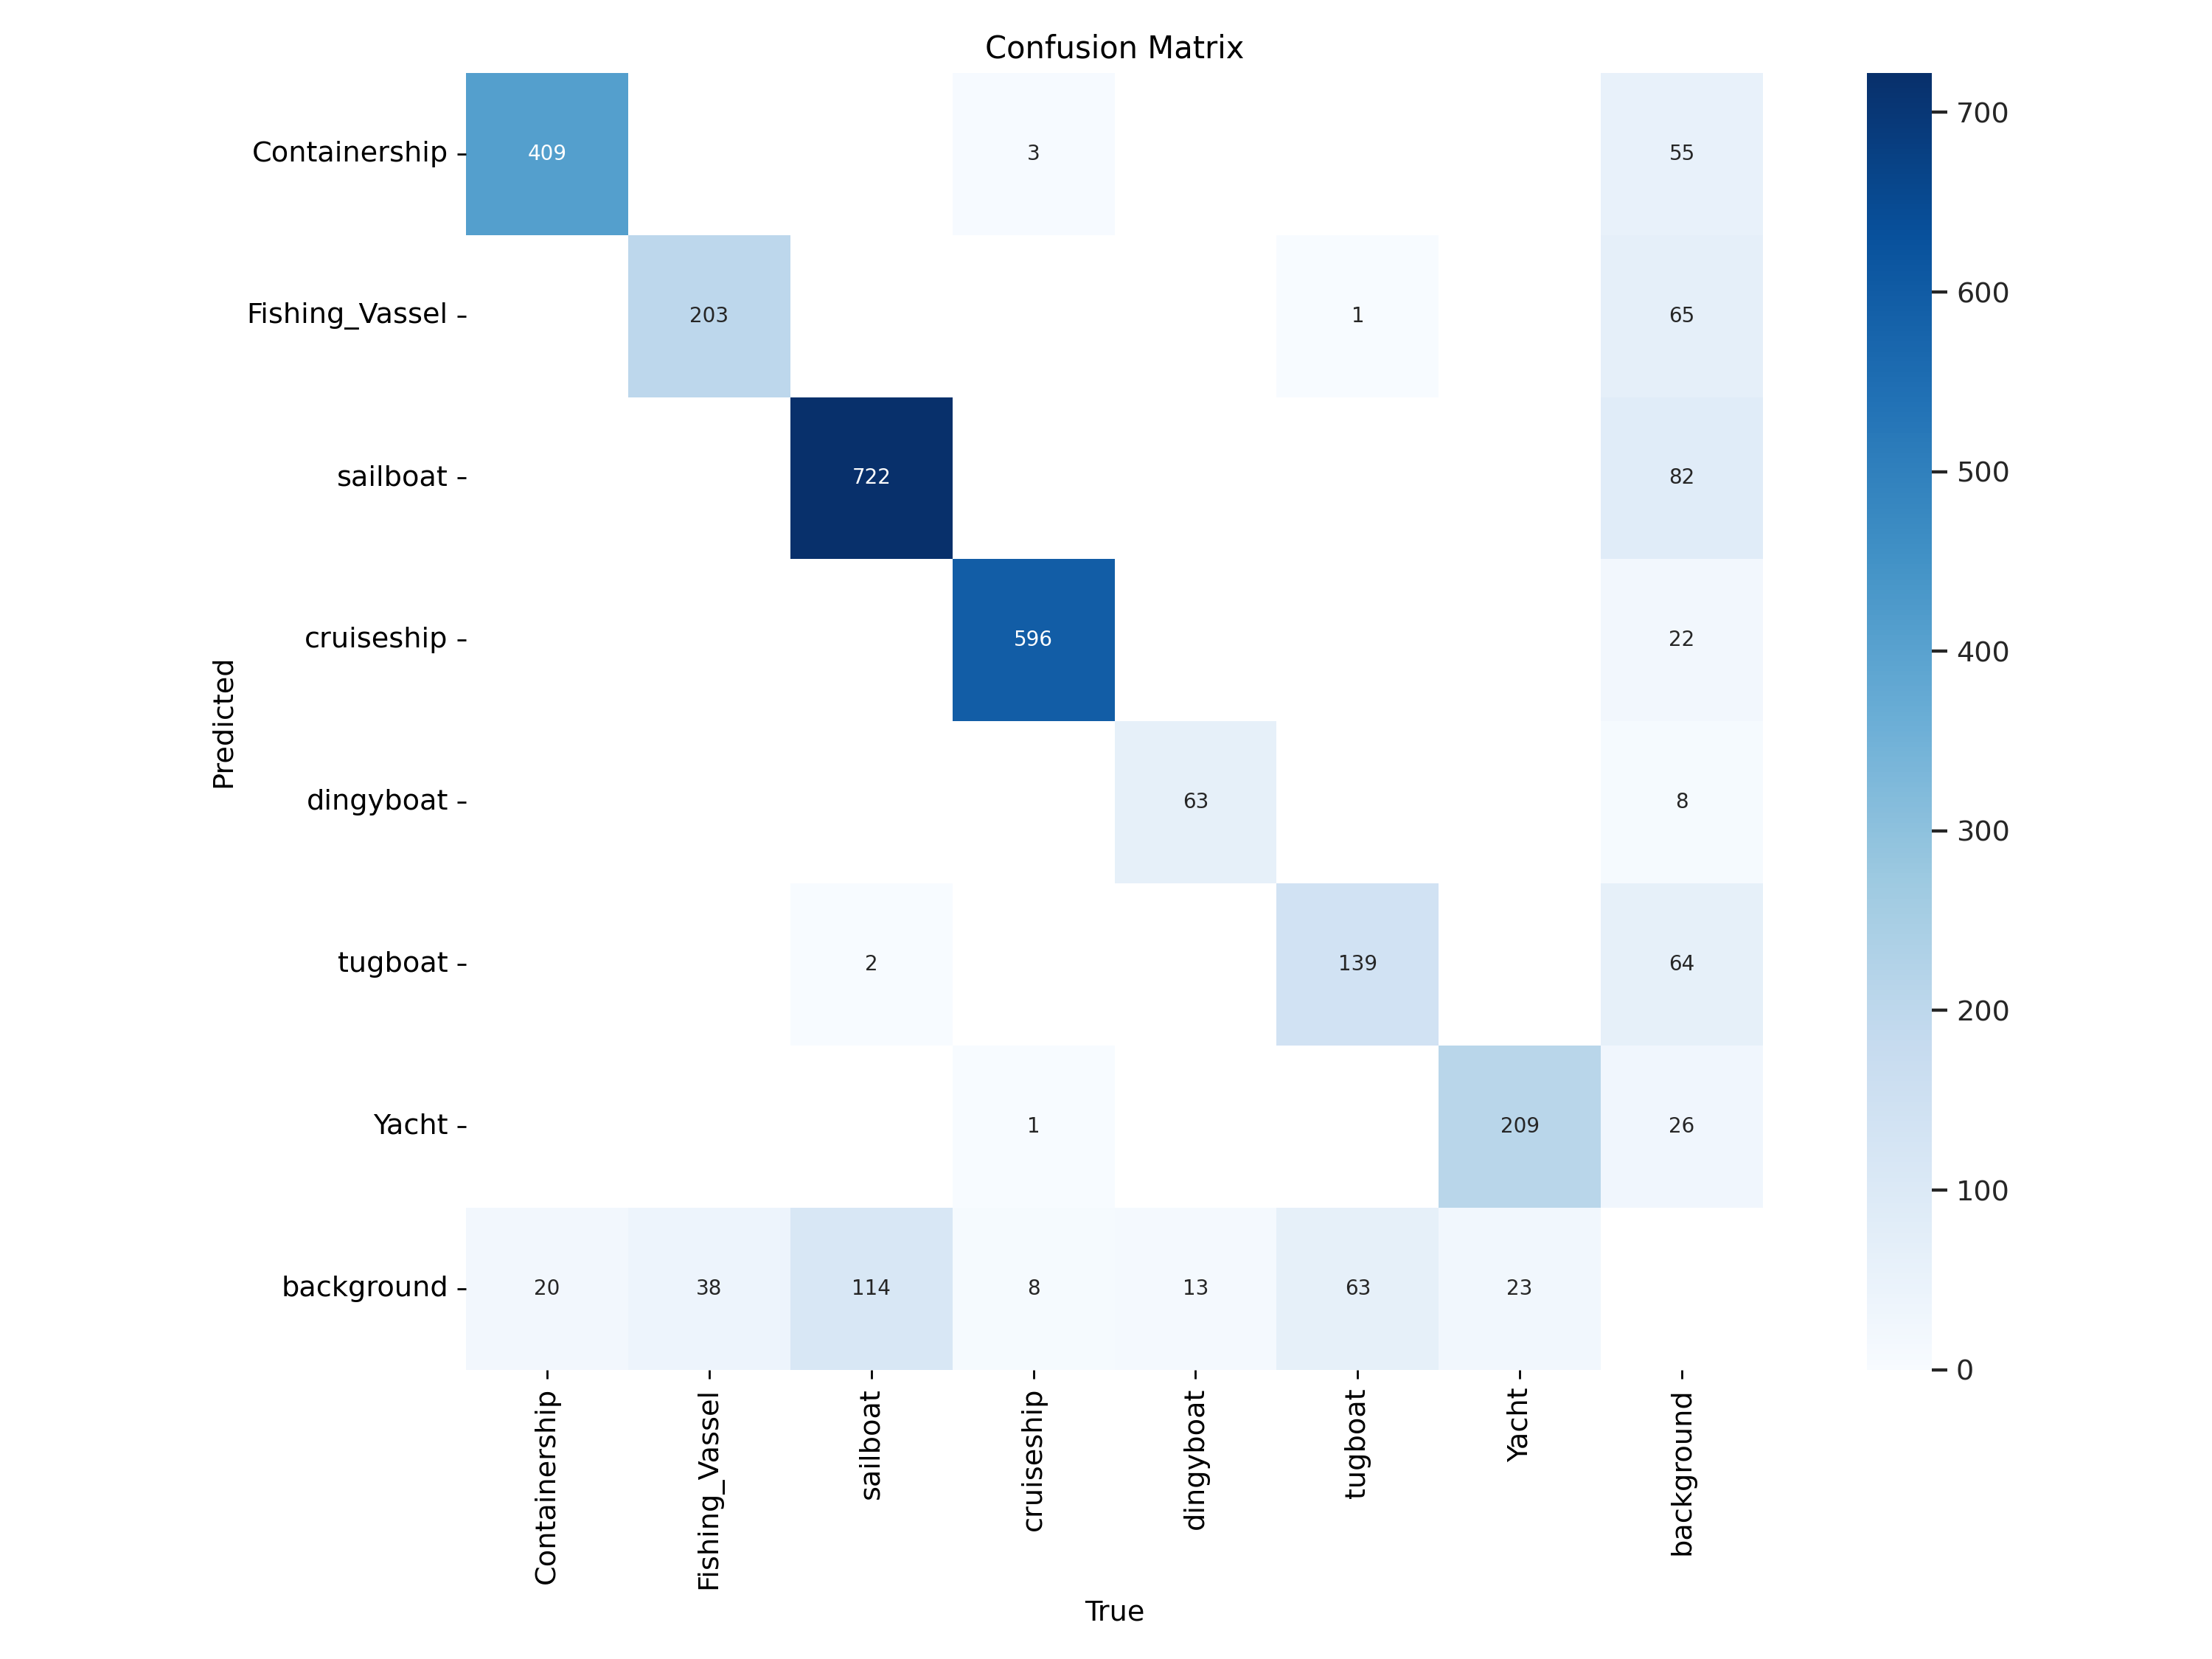 Confusion Matrix
Containership 409 3 55
Fishing_Vassel 203 1 65
sailboat 722 82
cruiseship 596 22
dingyboat 63 8
tugboat 2 139 64
Yacht 1 209 26
background 20 38 114 8 13 63 23
Predicted
Containership Fishing_Vassel sailboat cruiseship dingyboat tugboat Yacht background
True
700
600
500
400
300
200
100
0